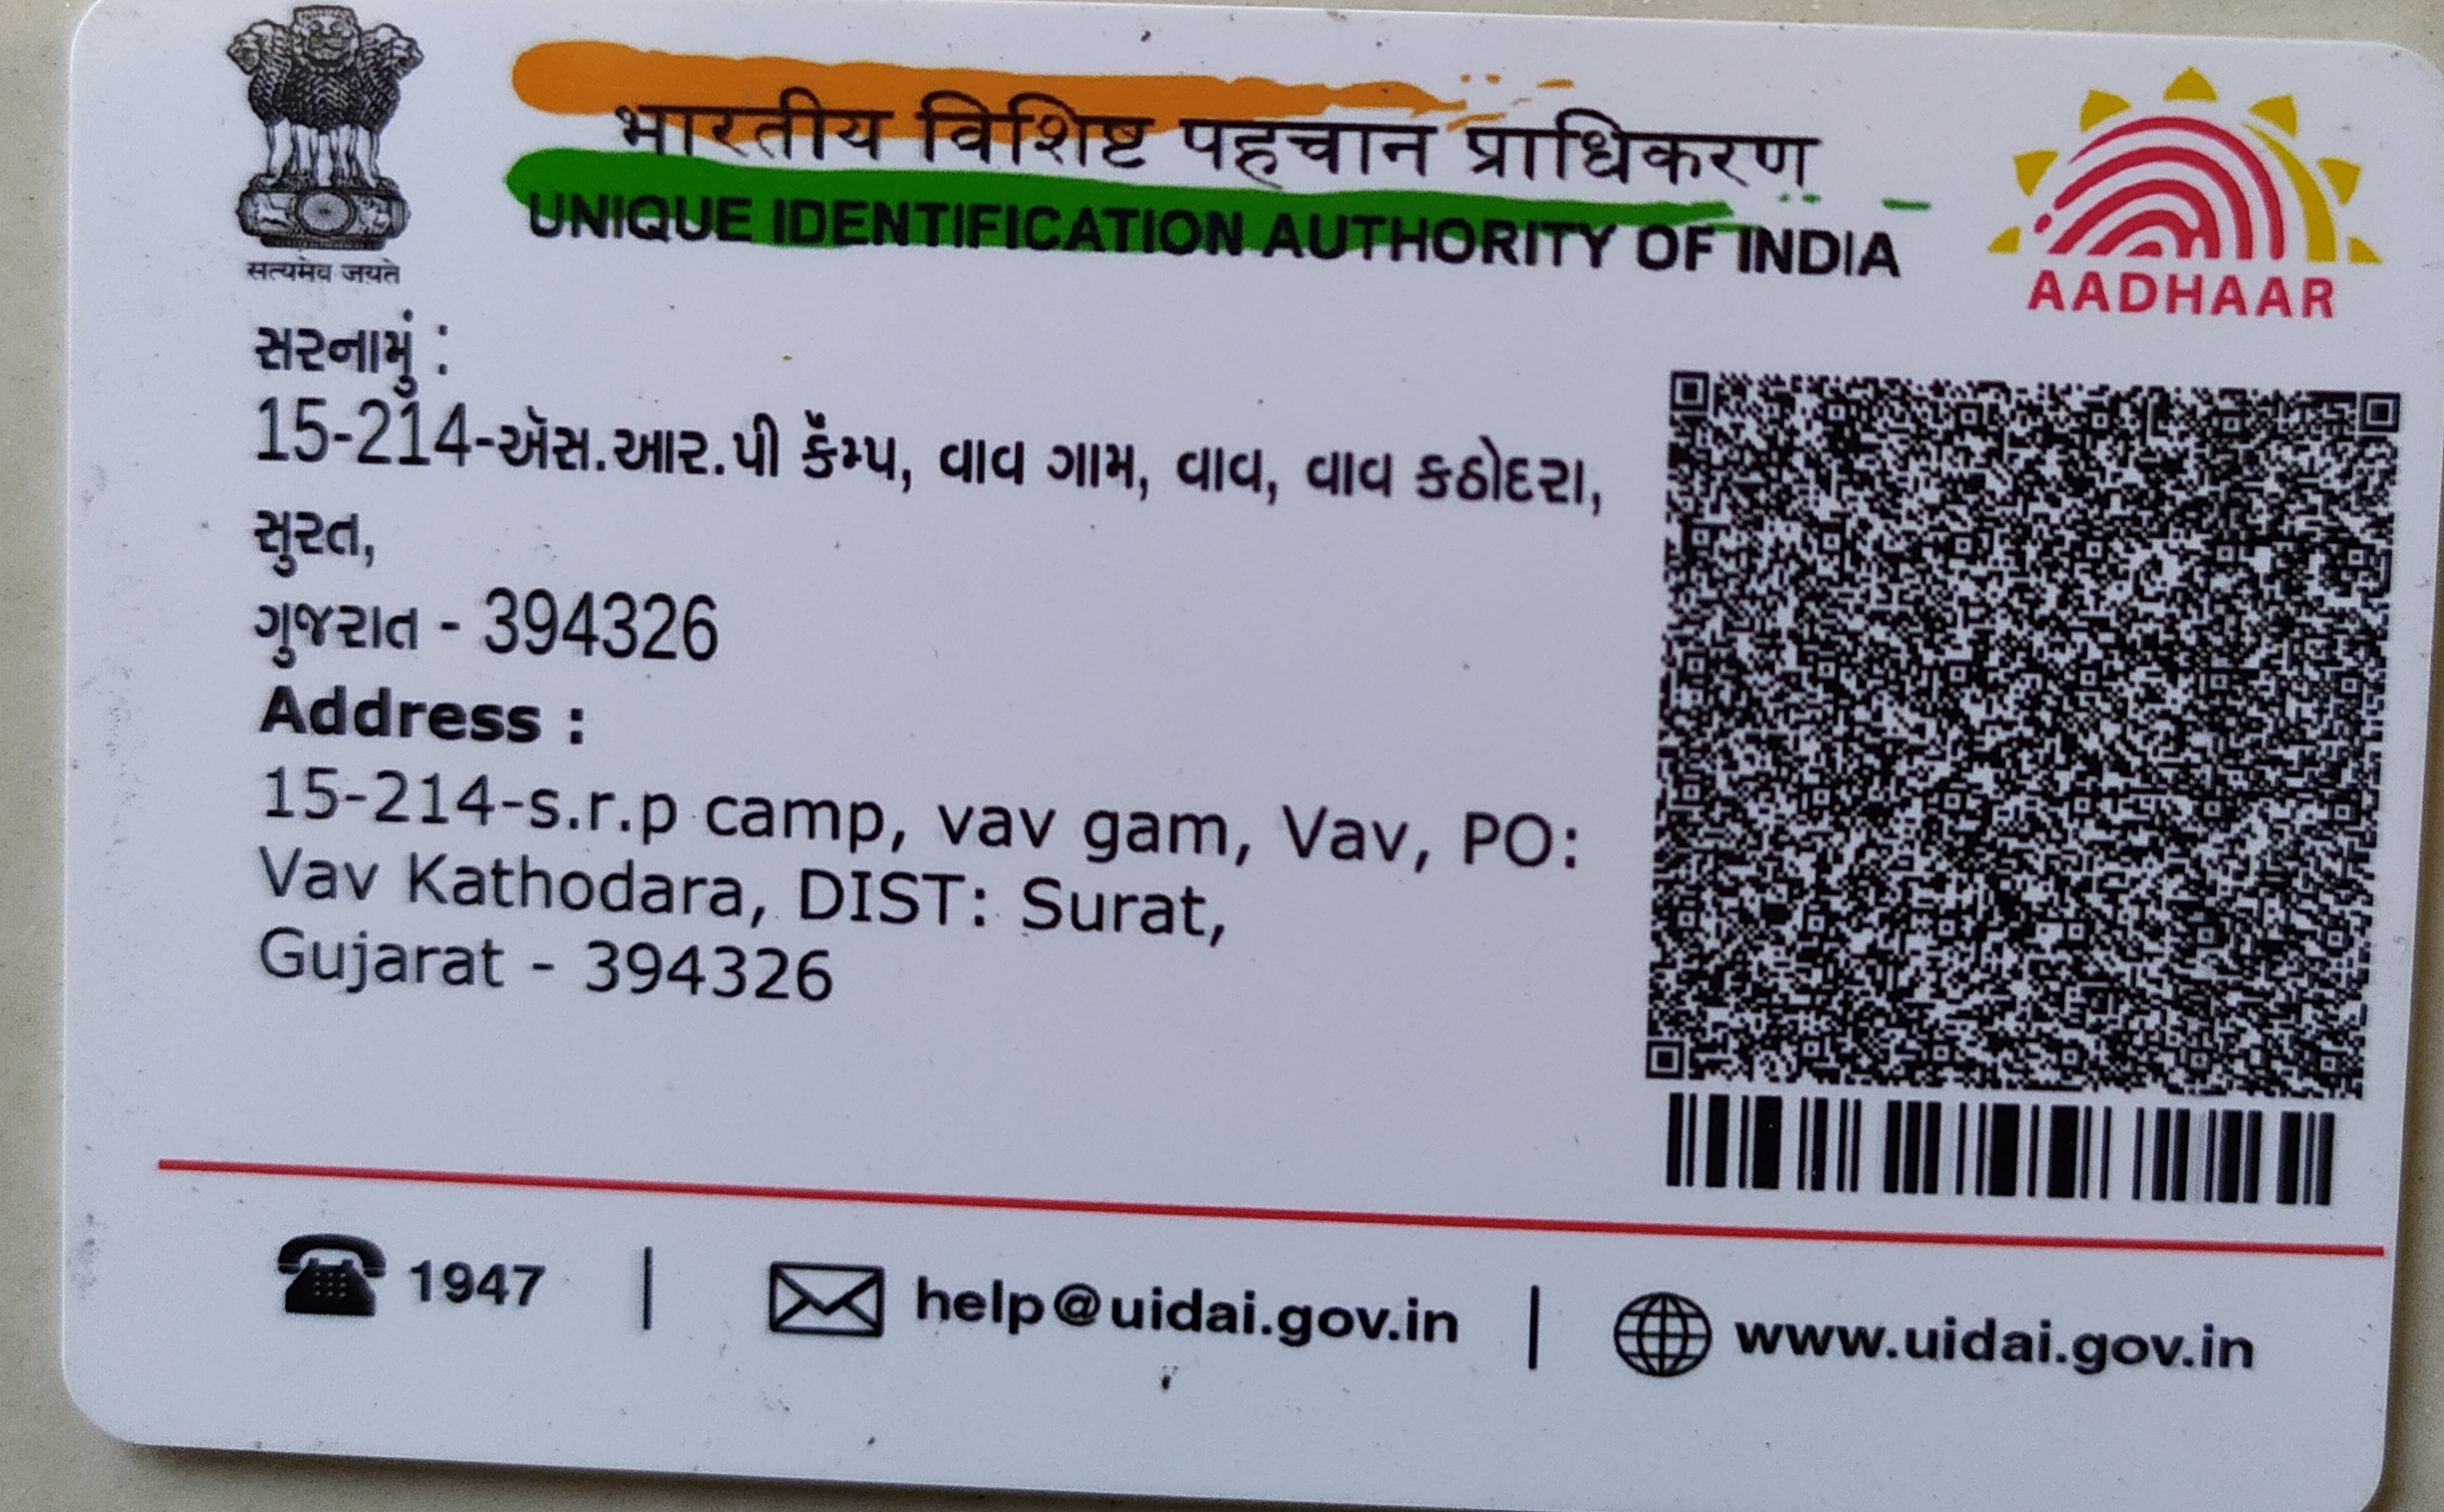 भारतीय विशिष्ट पहचान प्राधिकरण
UNIQUE IDENTIFICATION AUTHORITY OF INDIA
सत्यमेव जयते
AADHAAR
સરનામું :
15-214-ઍસ.આર.પી કૅમ્પ, વાવ ગામ, વાવ, વાવ કઠોદરા,
સુરત,
ગુજરાત - 394326
Address :
15-214-s.r.p camp, vav gam, Vav, PO:
Vav Kathodara, DIST: Surat,
Gujarat - 394326
1947 | help@uidai.gov.in | www.uidai.gov.in